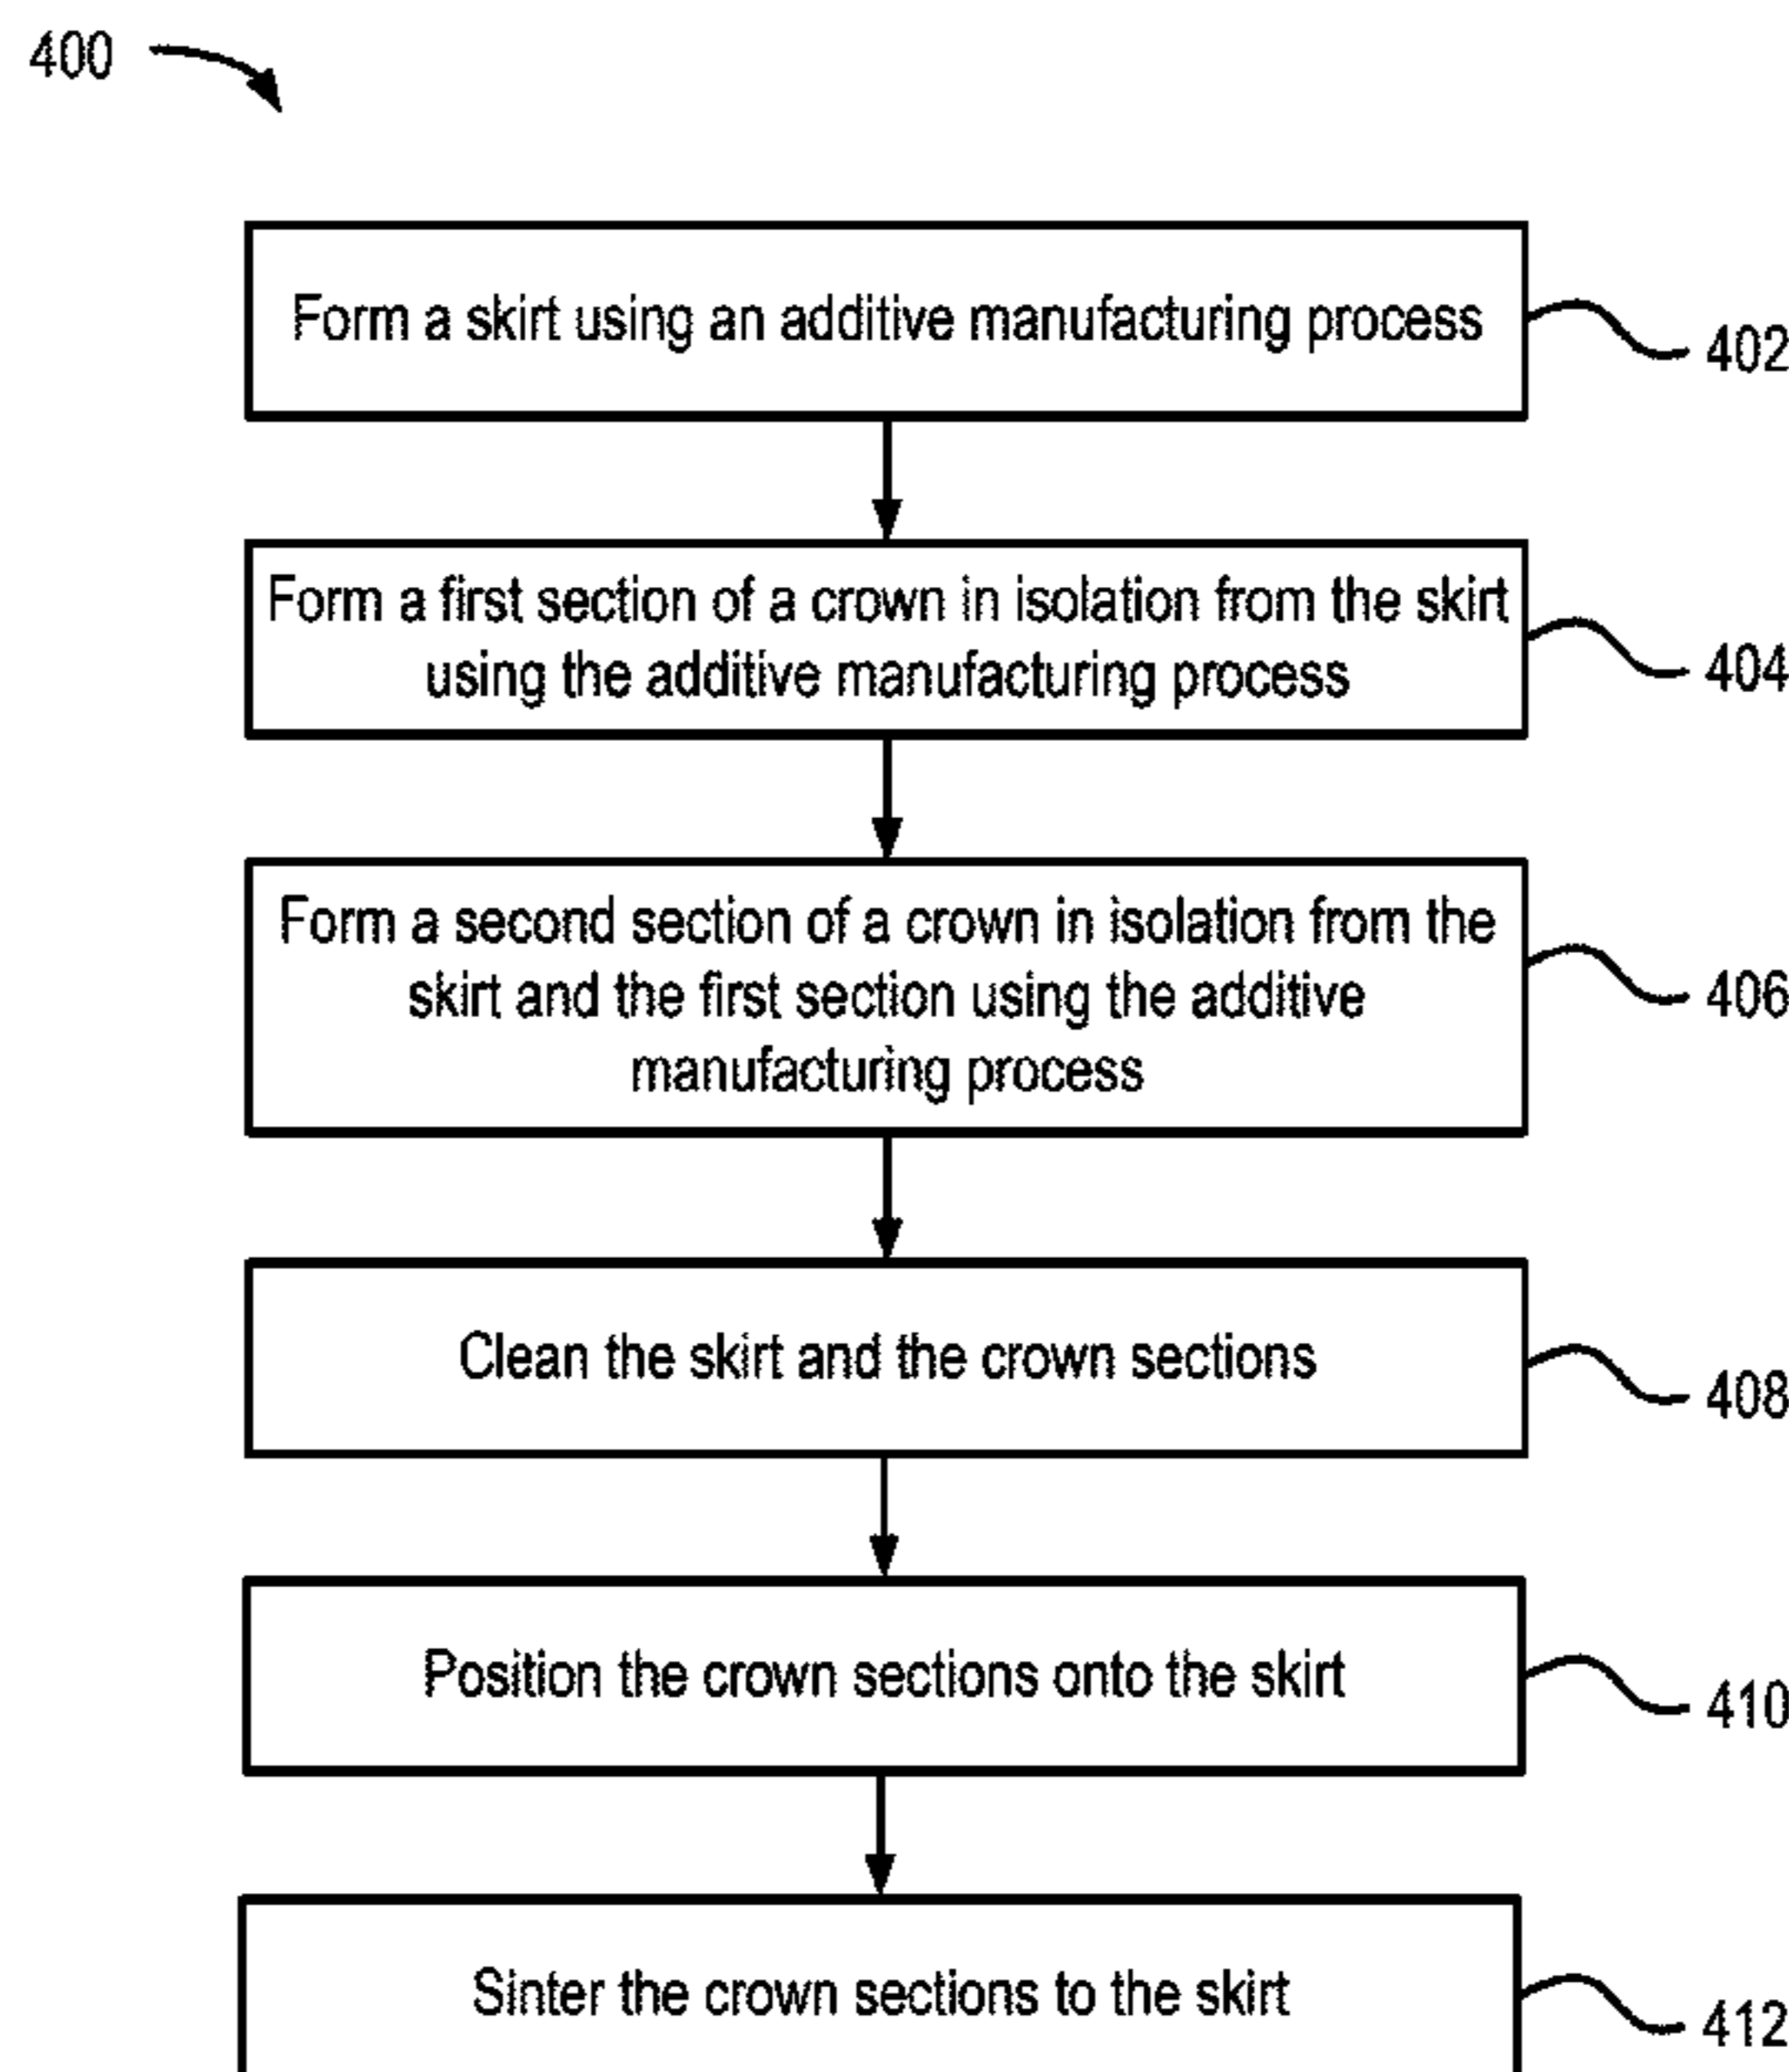 400
Form a skirt using an additive manufacturing process
402
Form a first section of a crown in isolation from the skirt
using the additive manufacturing process
404
Form a second section of a crown in isolation from the
skirt and the first section using the additive
manufacturing process
406
Clean the skirt and the crown sections
408
Position the crown sections onto the skirt
410
Sinter the crown sections to the skirt
412